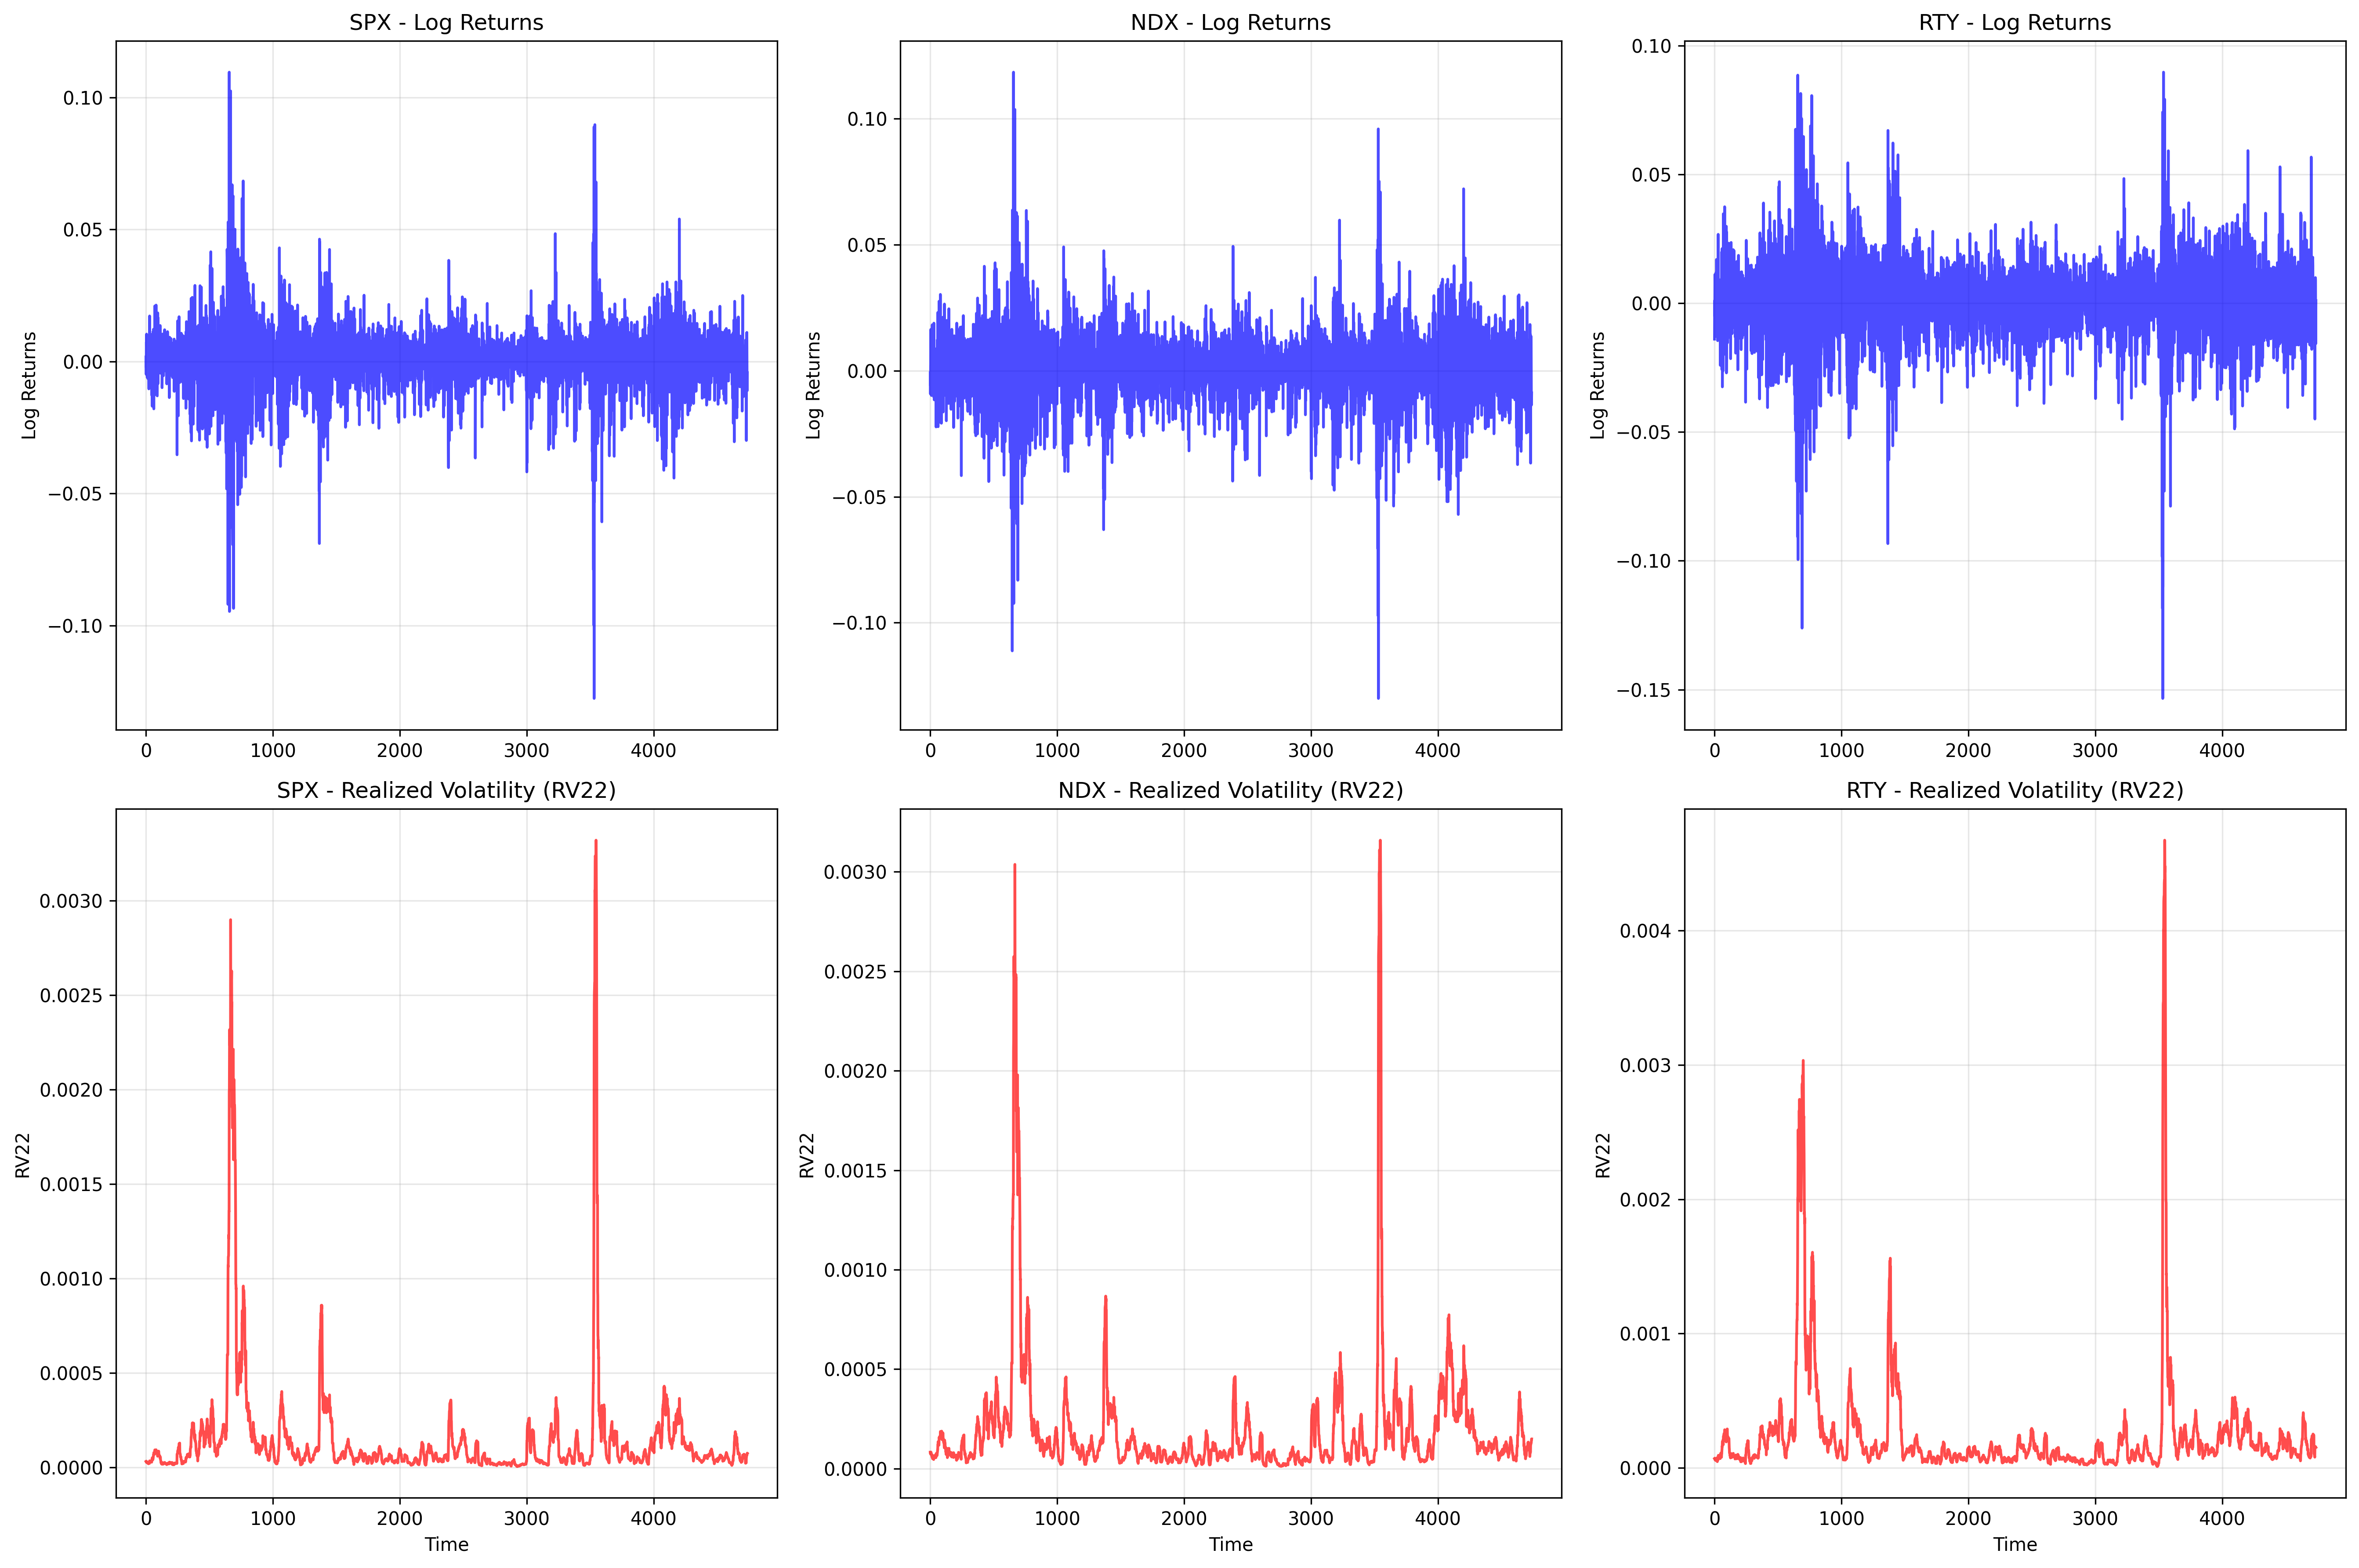 SPX - Log Returns
Log Returns
0.10
0.05
0.00
−0.05
−0.10
0 1000 2000 3000 4000
NDX - Log Returns
Log Returns
0.10
0.05
0.00
−0.05
−0.10
0 1000 2000 3000 4000
RTY - Log Returns
Log Returns
0.10
0.05
0.00
−0.05
−0.10
−0.15
0 1000 2000 3000 4000
SPX - Realized Volatility (RV22)
RV22
0.0030
0.0025
0.0020
0.0015
0.0010
0.0005
0.0000
0 1000 2000 3000 4000
Time
NDX - Realized Volatility (RV22)
RV22
0.0030
0.0025
0.0020
0.0015
0.0010
0.0005
0.0000
0 1000 2000 3000 4000
Time
RTY - Realized Volatility (RV22)
RV22
0.004
0.003
0.002
0.001
0.000
0 1000 2000 3000 4000
Time